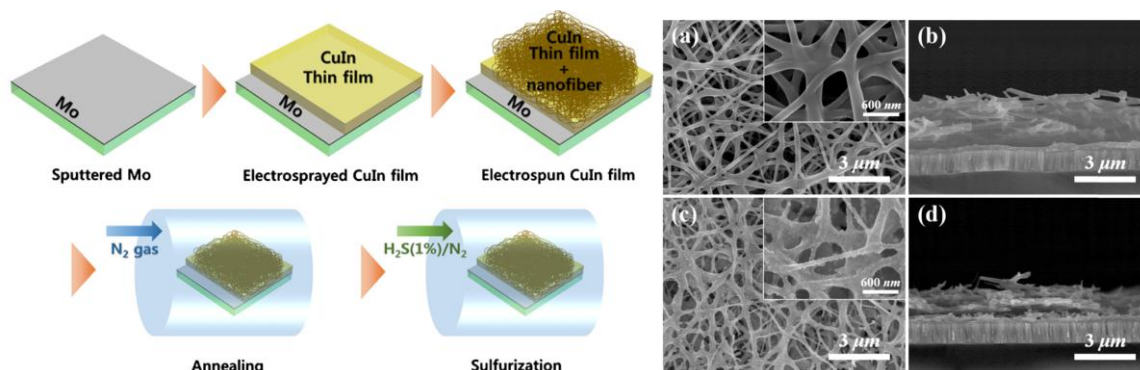 Mo
Sputtered Mo
CuIn
Thin film
Mo
Electrosprayed CuIn film
CuIn
Thin film
+
nanofiber
Mo
Electrospun CuIn film
N₂ gas
Annealing
H₂S(1%)/N₂
Sulfurization
(a)
600 nm
3 μm
(b)
3 μm
(c)
600 nm
3 μm
(d)
3 μm